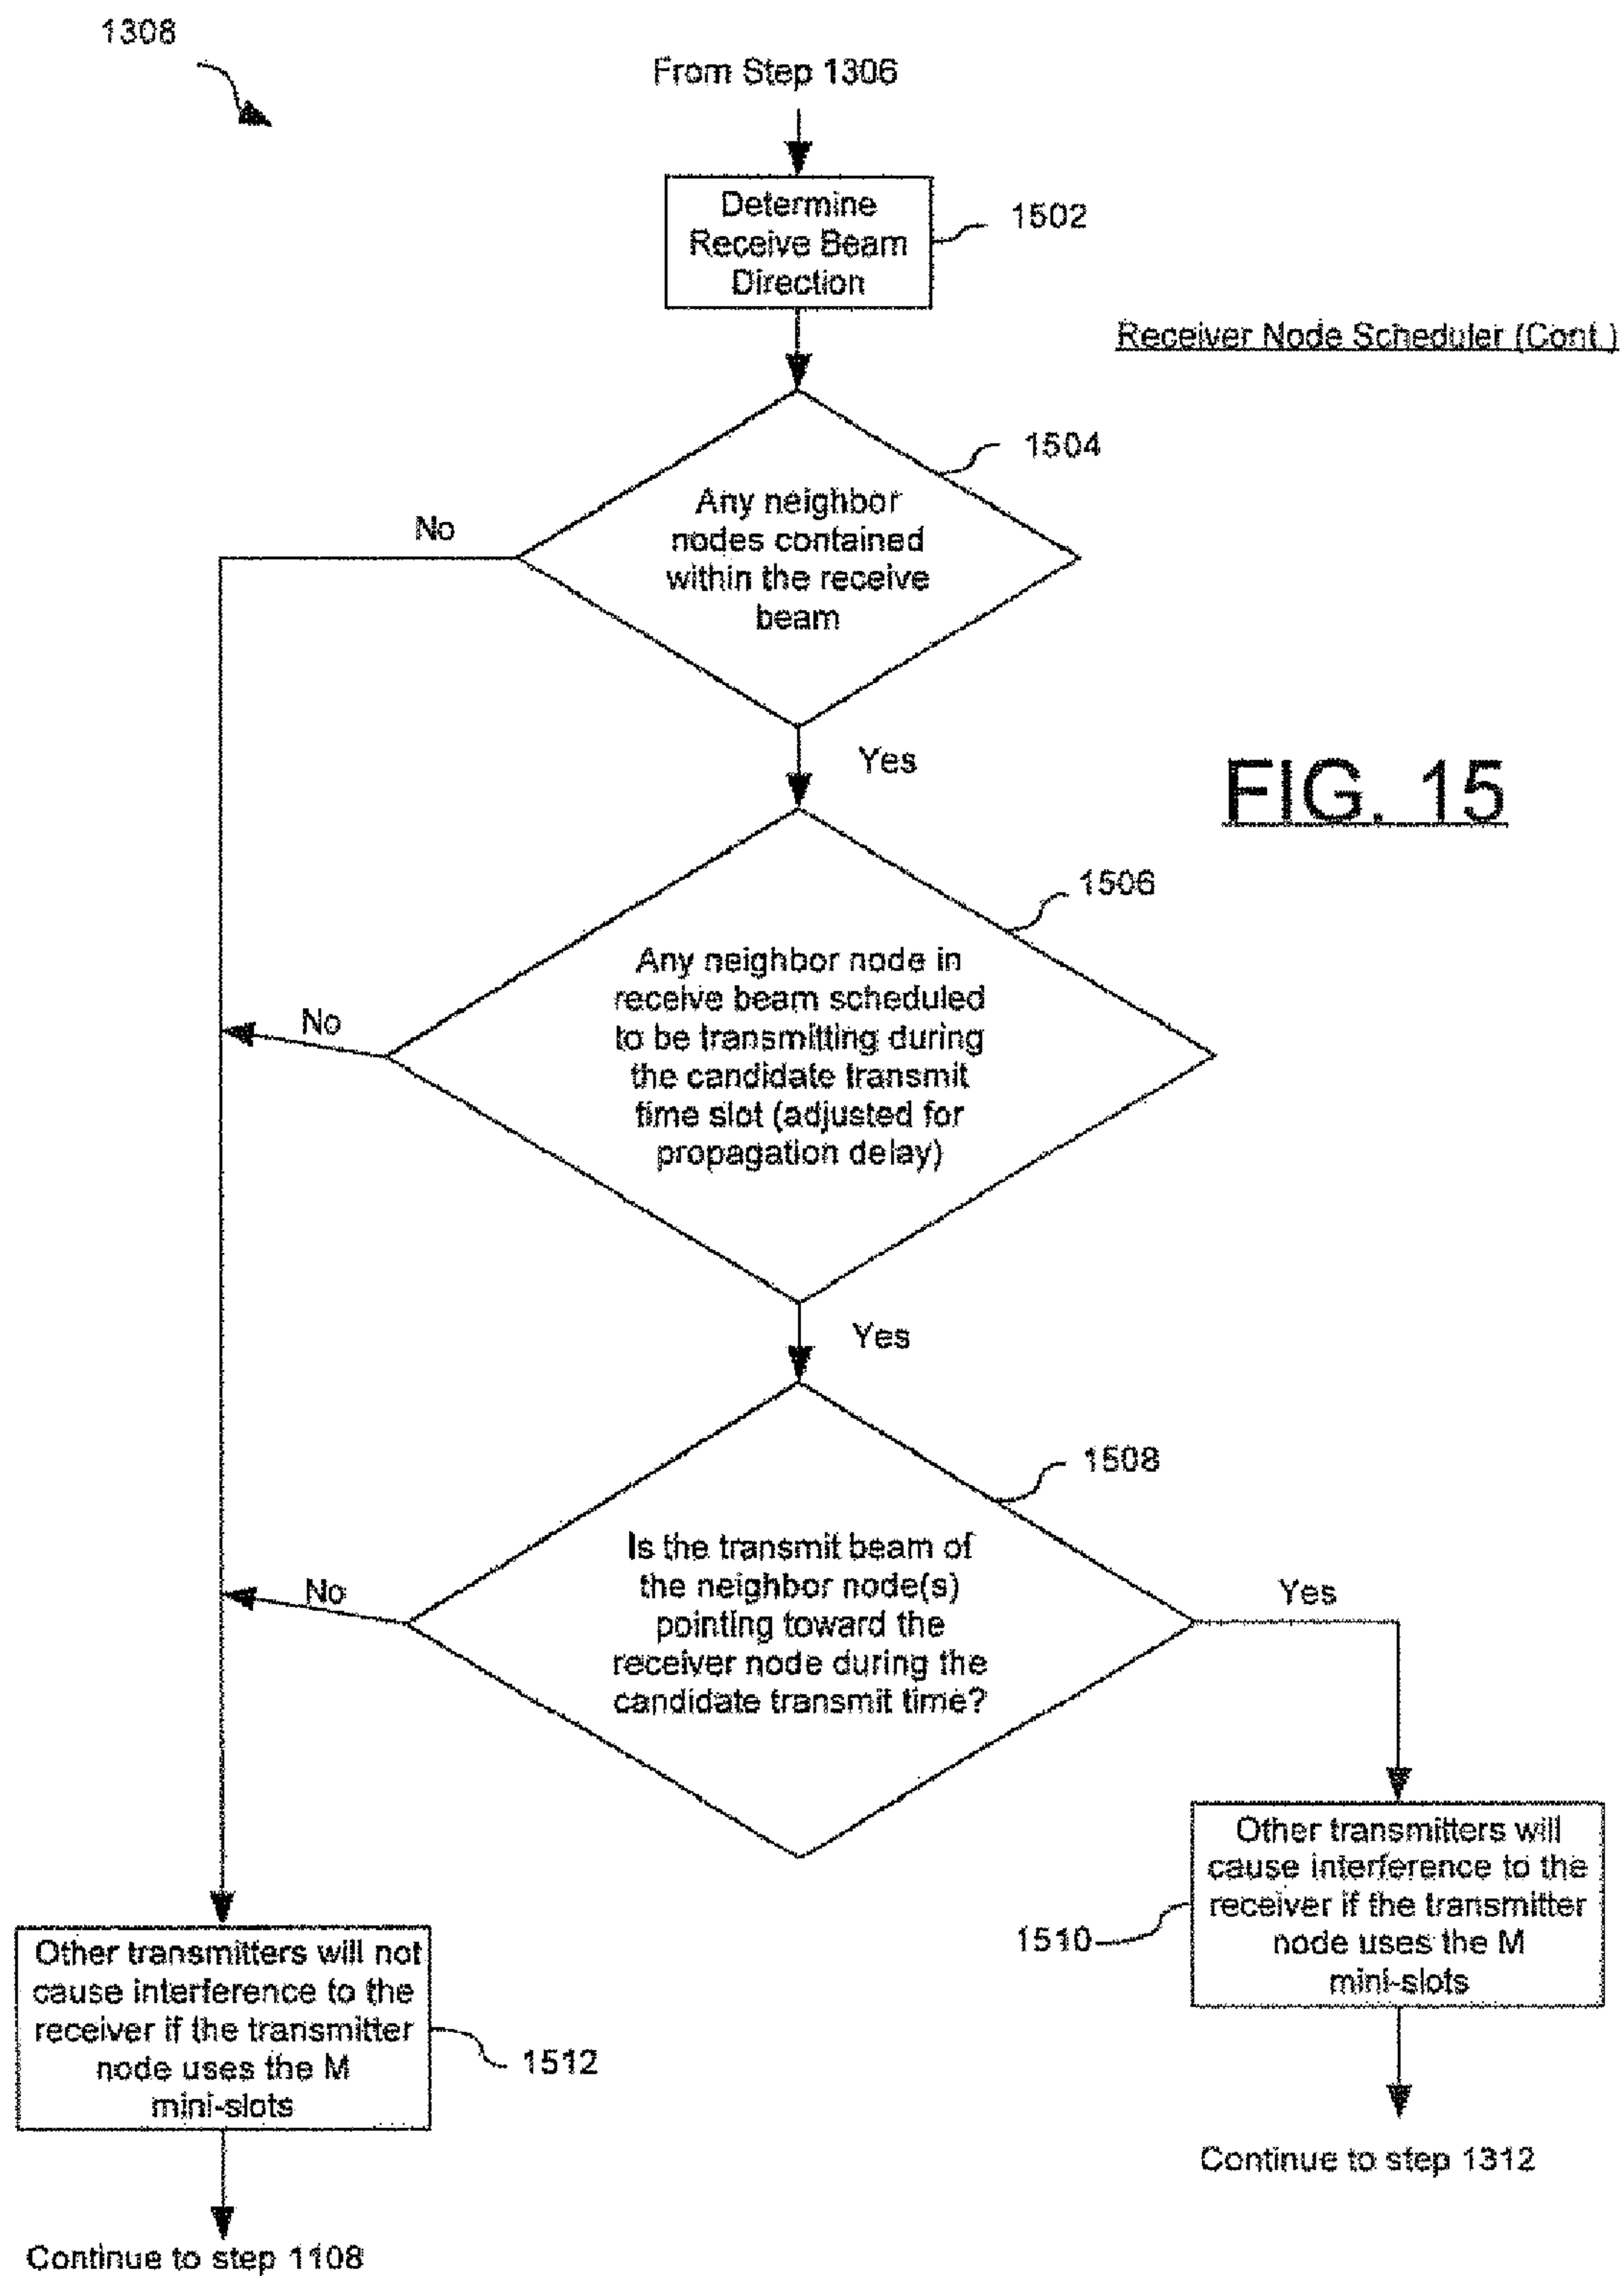 1308
From Step 1306
Determine
Receive Beam
Direction
1502
Receiver Node Scheduler (Cont.)
1504
Any neighbor
nodes contained
within the receive
beam
No
Yes
FIG. 15
1506
Any neighbor node in
receive beam scheduled
to be transmitting during
the candidate transmit
time slot (adjusted for
propagation delay)
No
Yes
1508
Is the transmit beam of
the neighbor node(s)
pointing toward the
receiver node during the
candidate transmit time?
No
Yes
Other transmitters will
cause interference to the
receiver if the transmitter
node uses the M
mini-slots
1510
Other transmitters will not
cause interference to the
receiver if the transmitter
node uses the M
mini-slots
1512
Continue to step 1312
Continue to step 1108